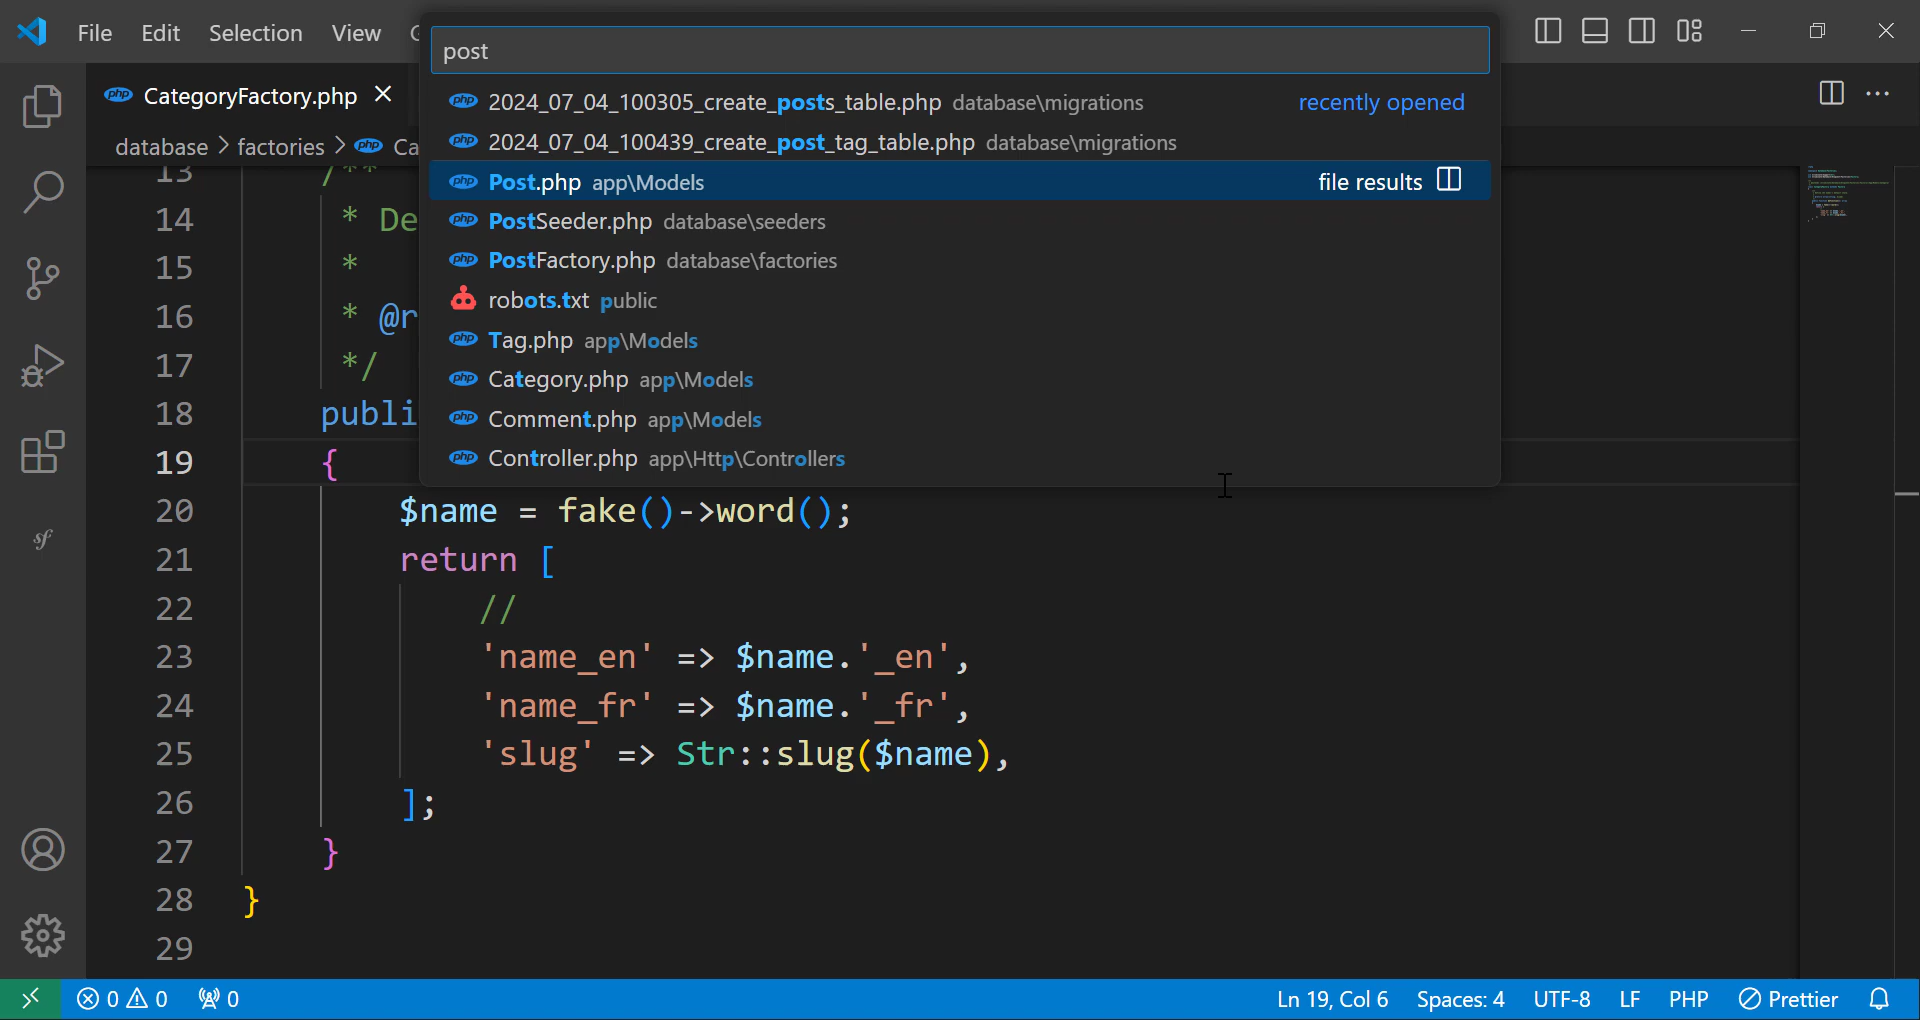 File Edit Selection View
post
CategoryFactory.php
database > factories >
2024_07_04_100305_create_posts_table.php database\migrations recently opened
2024_07_04_100439_create_post_tag_table.php database\migrations
Post.php app\Models file results
PostSeeder.php database\seeders
PostFactory.php database\factories
robots.txt public
Tag.php app\Models
Category.php app\Models
Comment.php app\Models
Controller.php app\Http\Controllers
13 /**
14 * De
15 *
16 * @r
17 */
18 publi
19 {
20 $name = fake()->word();
21 return [
22 //
23 'name_en' => $name.'_en',
24 'name_fr' => $name.'_fr',
25 'slug' => Str::slug($name),
26 ];
27 }
28 }
29
0 0 0 Ln 19, Col 6 Spaces: 4 UTF-8 LF PHP Prettier